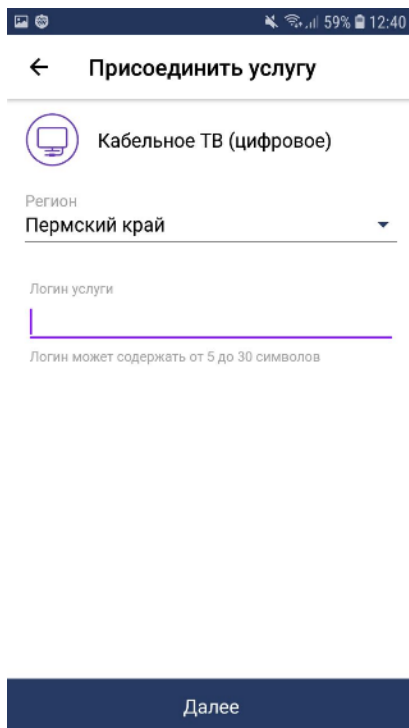 59% 12:40
Присоединить услугу
Кабельное ТВ (цифровое)
Регион
Пермский край
Логин услуги
Логин может содержать от 5 до 30 символов
Далее